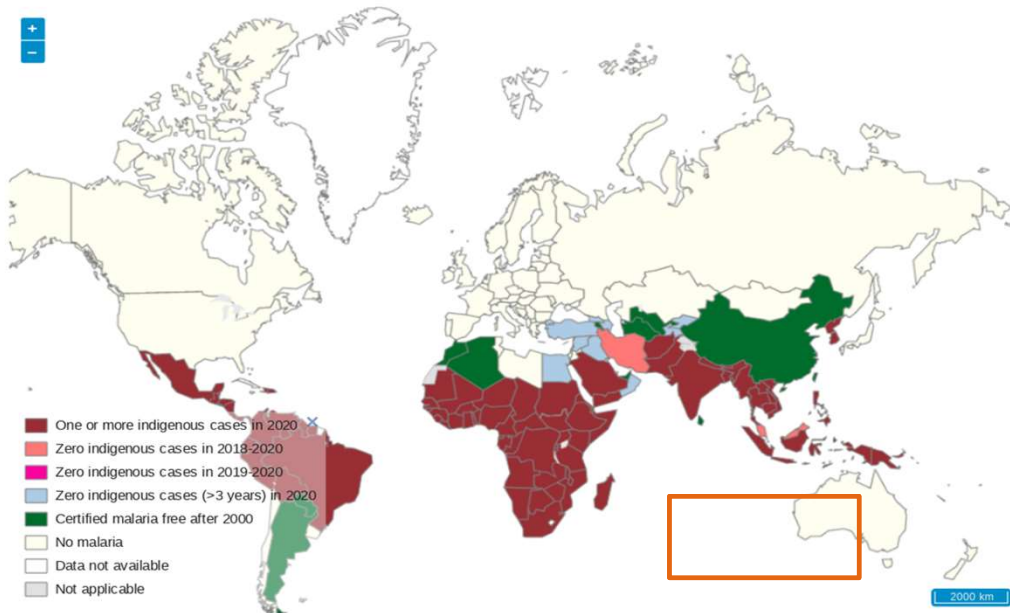 +
−
One or more indigenous cases in 2020
Zero indigenous cases in 2018-2020
Zero indigenous cases in 2019-2020
Zero indigenous cases (>3 years) in 2020
Certified malaria free after 2000
No malaria
Data not available
Not applicable
2000 km